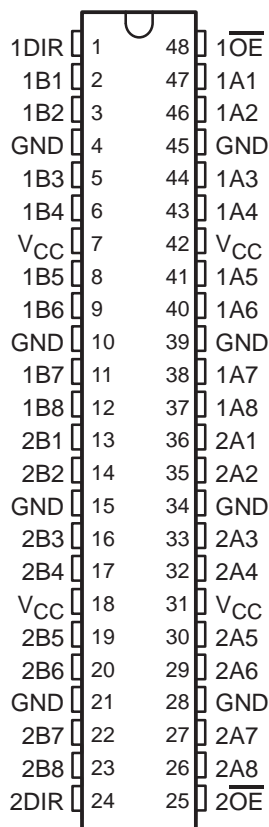 1DIR 1 48 1O̅E̅
1B1 2 47 1A1
1B2 3 46 1A2
GND 4 45 GND
1B3 5 44 1A3
1B4 6 43 1A4
VCC 7 42 VCC
1B5 8 41 1A5
1B6 9 40 1A6
GND 10 39 GND
1B7 11 38 1A7
1B8 12 37 1A8
2B1 13 36 2A1
2B2 14 35 2A2
GND 15 34 GND
2B3 16 33 2A3
2B4 17 32 2A4
VCC 18 31 VCC
2B5 19 30 2A5
2B6 20 29 2A6
GND 21 28 GND
2B7 22 27 2A7
2B8 23 26 2A8
2DIR 24 25 2O̅E̅